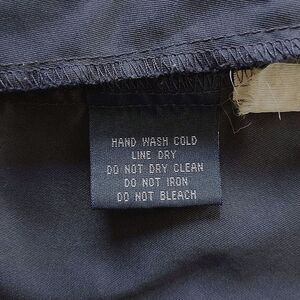 HAND WASH COLD
LINE DRY
DO NOT DRY CLEAN
DO NOT IRON
DO NOT BLEACH